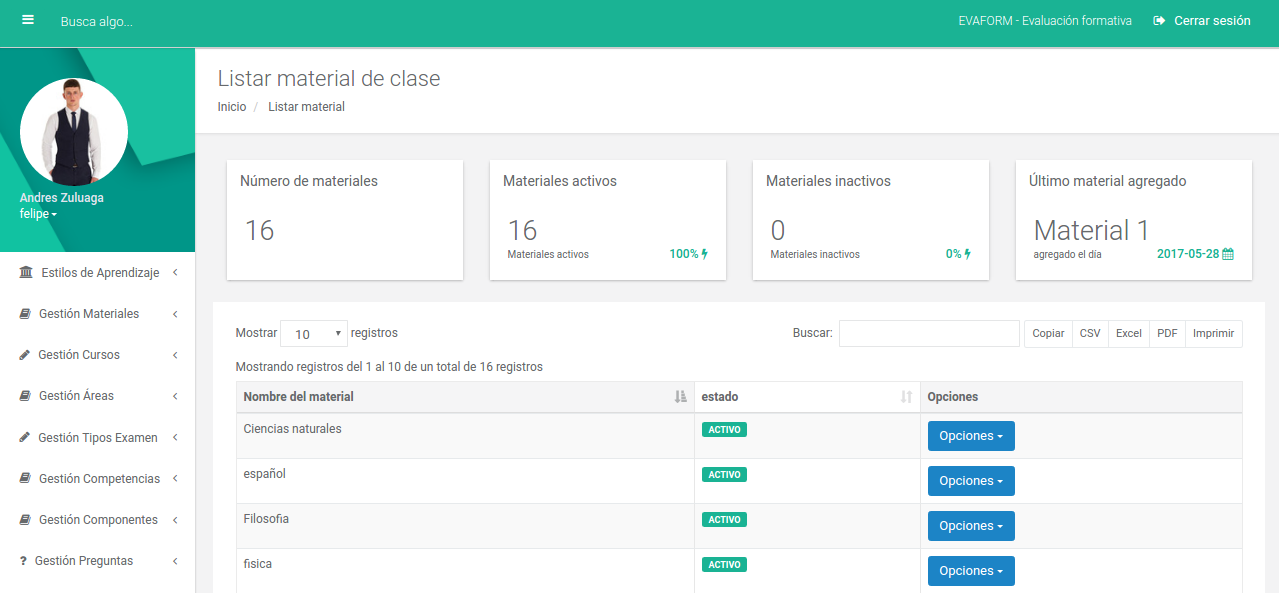 Busca algo...
EVAFORM - Evaluación formativa
Cerrar sesión
Andres Zuluaga
felipe
Estilos de Aprendizaje
Gestión Materiales
Gestión Cursos
Gestión Áreas
Gestión Tipos Examen
Gestión Competencias
Gestión Componentes
? Gestión Preguntas
Listar material de clase
Inicio / Listar material
Número de materiales
16
Materiales activos
16
Materiales activos 100%
Materiales inactivos
0
Materiales inactivos 0%
Último material agregado
Material 1
agregado el día 2017-05-28
Mostrar 10 registros
Buscar:
Copiar CSV Excel PDF Imprimir
Mostrando registros del 1 al 10 de un total de 16 registros
Nombre del material estado Opciones
Ciencias naturales ACTIVO Opciones
español ACTIVO Opciones
Filosofia ACTIVO Opciones
fisica ACTIVO Opciones